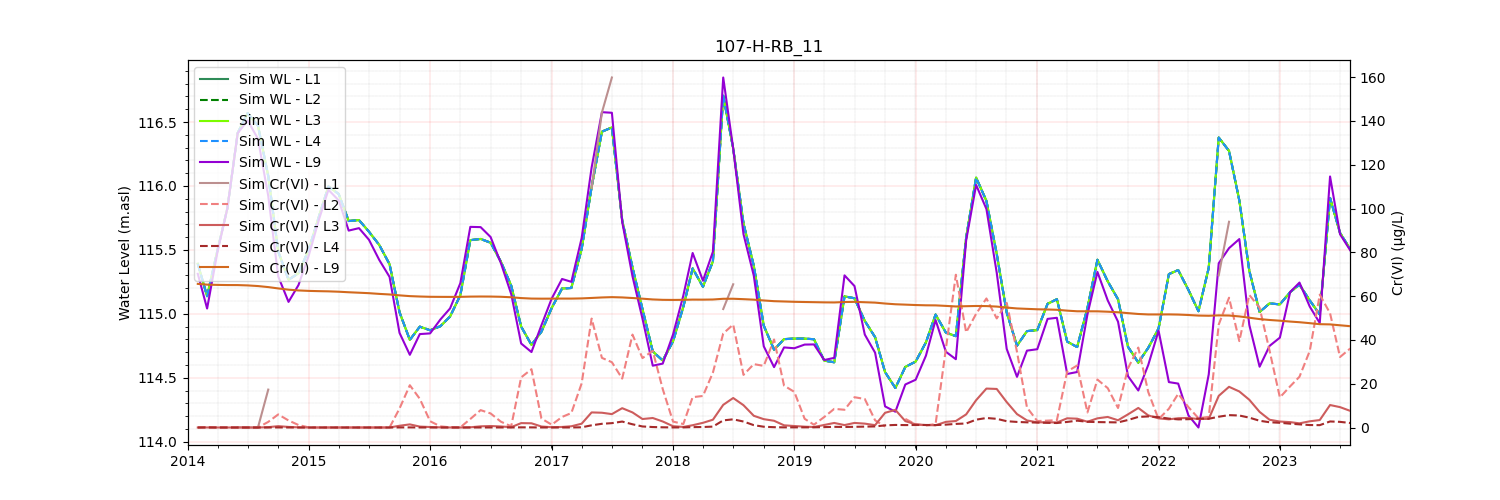 107-H-RB_11
Water Level (m.asl)
116.5
116.0
115.5
115.0
114.5
114.0
Sim WL - L1
Sim WL - L2
Sim WL - L3
Sim WL - L4
Sim WL - L9
Sim Cr(VI) - L1
Sim Cr(VI) - L2
Sim Cr(VI) - L3
Sim Cr(VI) - L4
Sim Cr(VI) - L9
160
140
120
100
80
60
40
20
0
Cr(VI) (µg/L)
2014 2015 2016 2017 2018 2019 2020 2021 2022 2023